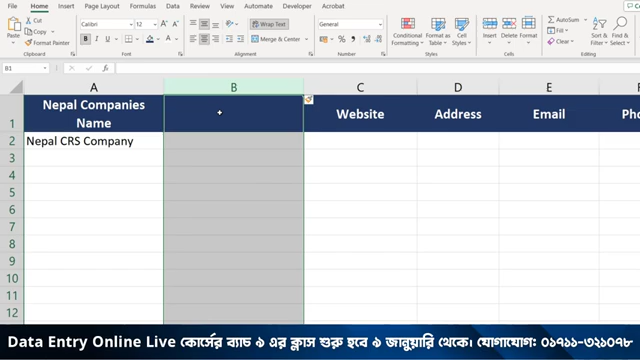 File Home Insert Page Layout Formulas Data Review View Automate Developer Acrobat
Cut
Copy
Paste
Format Painter
Clipboard
Calibri 12
Font
Wrap Text
Merge & Center
Alignment
General
Number
Conditional Formatting
Format as Table
Cell Styles
Styles
Insert Delete Format
Cells
AutoSum
Fill
Clear
Sort & Filter
Find & Select
Editing
B1
A B C D E
1 Nepal Companies Name Website Address Email
2 Nepal CRS Company
3
4
5
6
7
8
9
10
11
12
Data Entry Online Live কোর্সের ব্যাচ ৯ এর ক্লাস শুরু হবে ৯ জানুয়ারি থেকে। যোগাযোগ: ০১৭১১-৩২১০৭৮